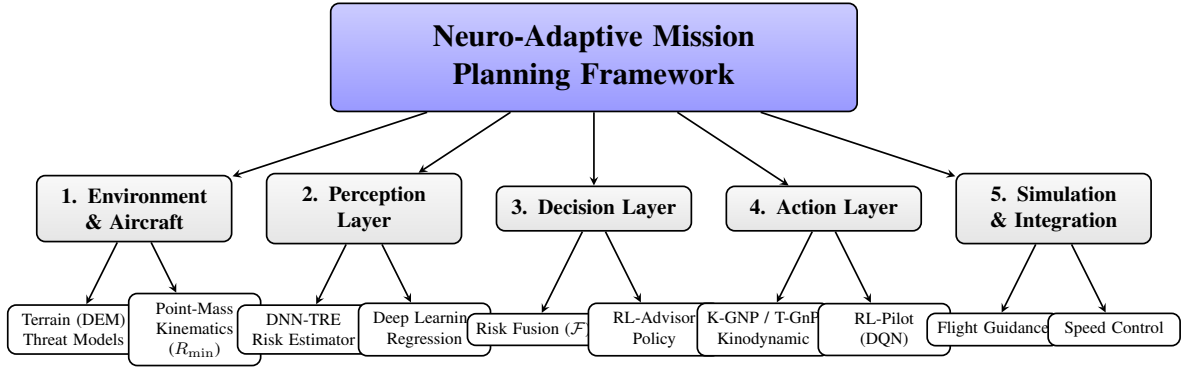 Neuro-Adaptive Mission
Planning Framework
1. Environment
& Aircraft
2. Perception
Layer
3. Decision Layer
4. Action Layer
5. Simulation
& Integration
Terrain (DEM)
Threat Models
Point-Mass
Kinematics
(R_min)
DNN-TRE
Risk Estimator
Deep Learning
Regression
Risk Fusion (ℱ)
RL-Advisor
Policy
K-GNP / T-GnP
Kinodynamic
RL-Pilot
(DQN)
Flight Guidance
Speed Control